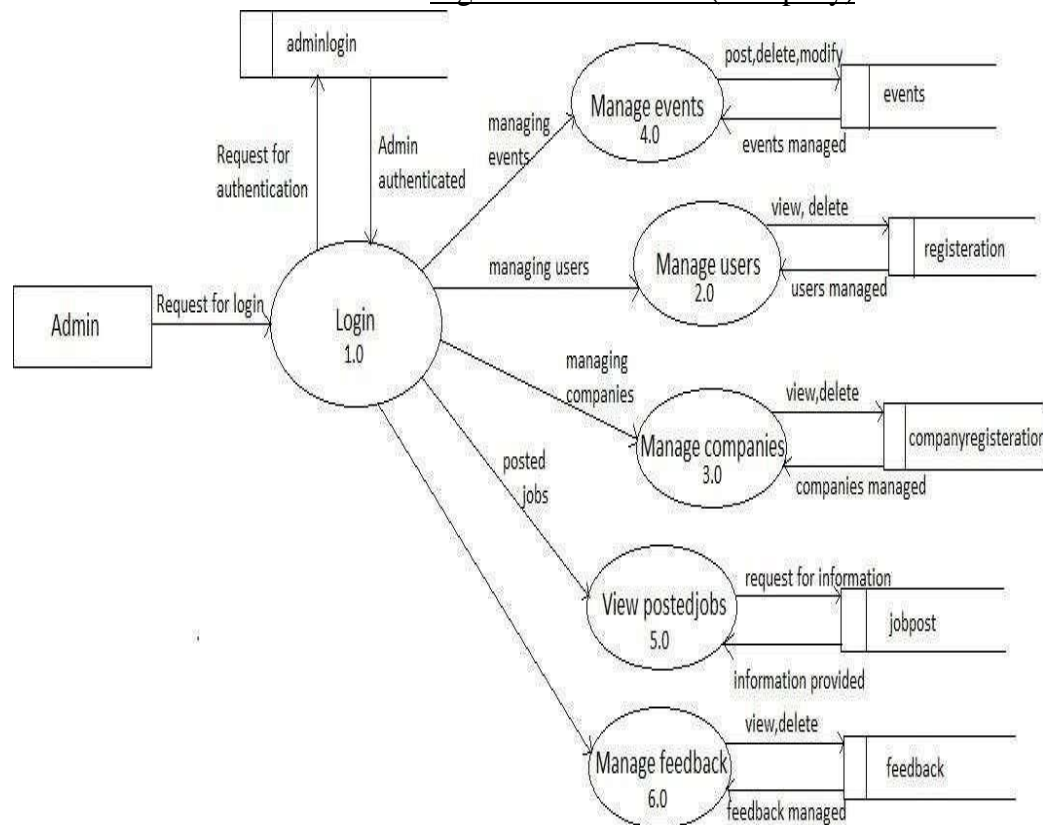 adminlogin
Request for
authentication
Admin
authenticated
Admin
Request for login
Login
1.0
managing
events
Manage events
4.0
post,delete,modify
events managed
events
managing users
Manage users
2.0
view, delete
users managed
registeration
managing
companies
Manage companies
3.0
view,delete
companies managed
companyregisteration
posted
jobs
View postedjobs
5.0
request for information
information provided
jobpost
Manage feedback
6.0
view,delete
feedback managed
feedback